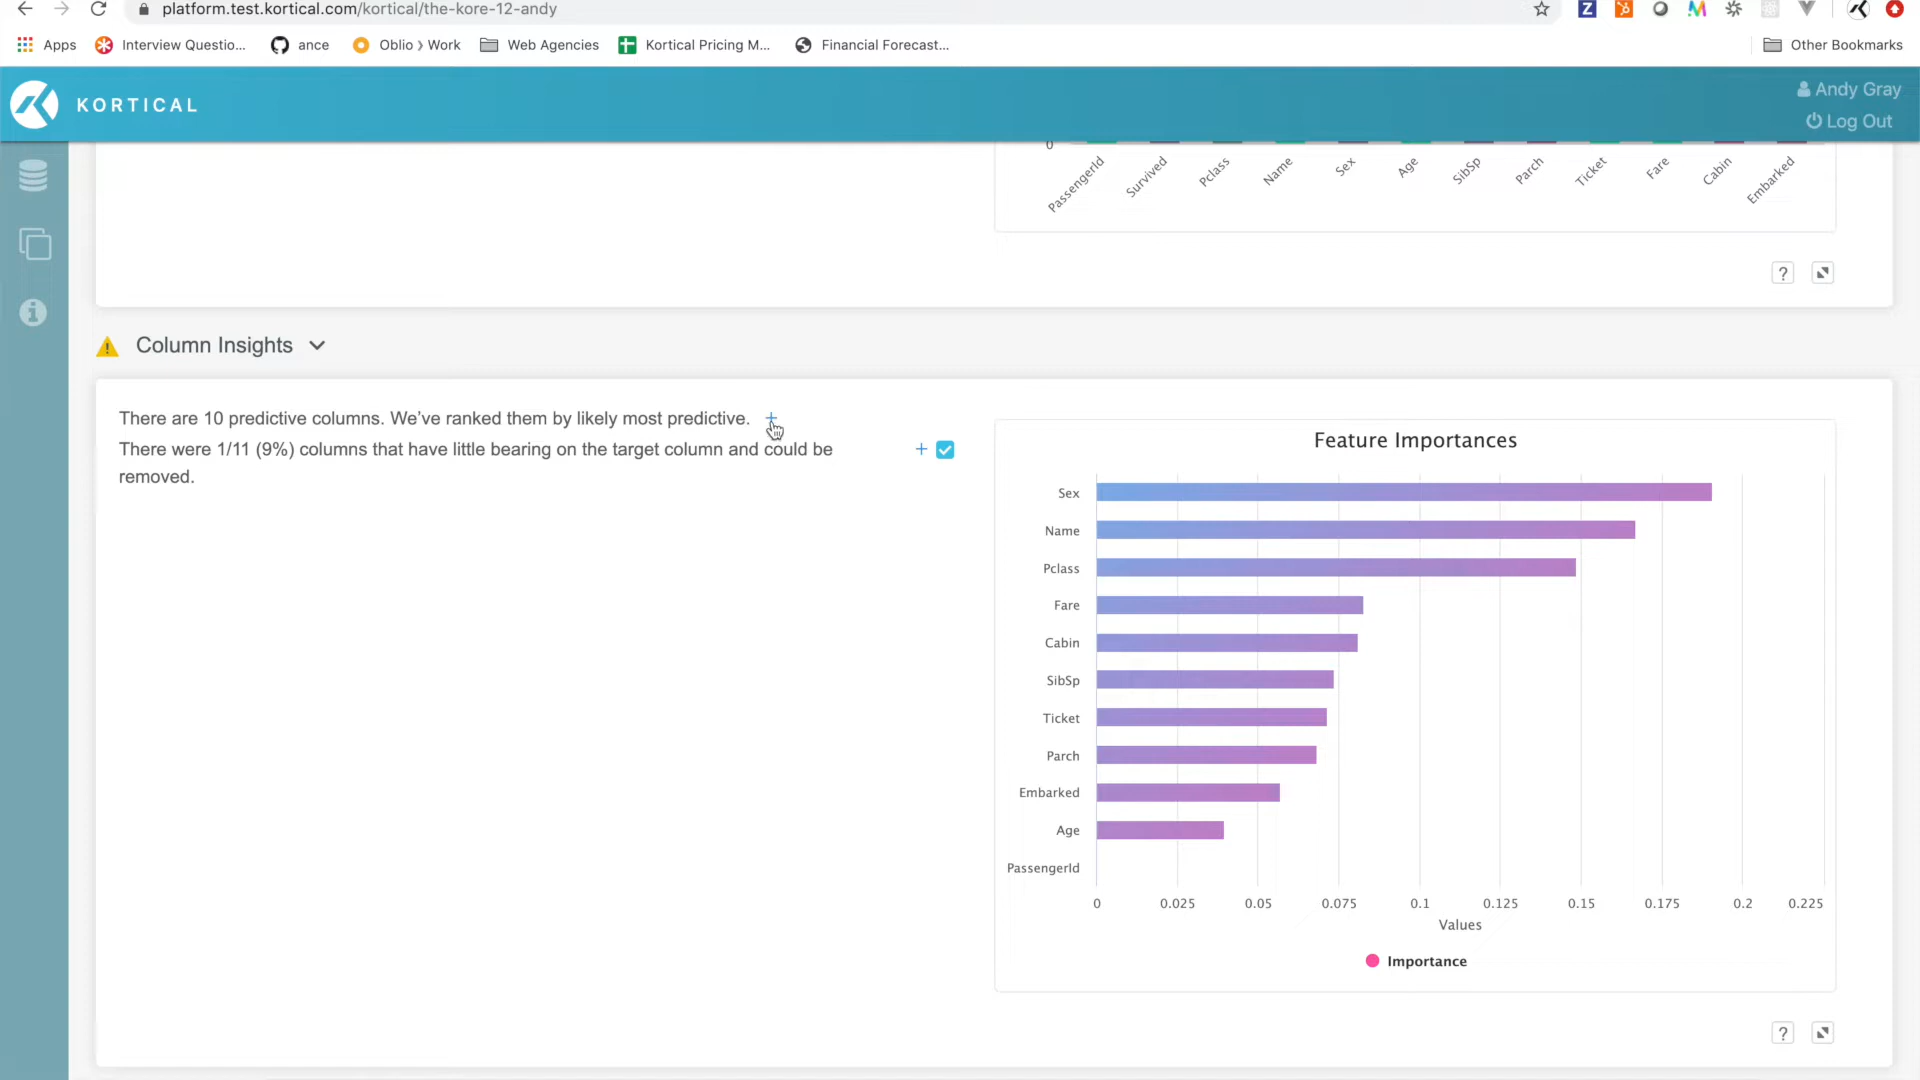 platform.test.kortical.com/kortical/the-kore-12-andy
Apps
Interview Questio...
ance
Oblio › Work
Web Agencies
Kortical Pricing M...
Financial Forecast...
Other Bookmarks
KORTICAL
Andy Gray
Log Out
0
PassengerId
Survived
Pclass
Name
Sex
Age
SibSp
Parch
Ticket
Fare
Cabin
Embarked
?
Column Insights
There are 10 predictive columns. We've ranked them by likely most predictive. +
There were 1/11 (9%) columns that have little bearing on the target column and could be
removed.
+
Feature Importances
Sex
Name
Pclass
Fare
Cabin
SibSp
Ticket
Parch
Embarked
Age
PassengerId
0 0.025 0.05 0.075 0.1 0.125 0.15 0.175 0.2 0.225
Values
Importance
?